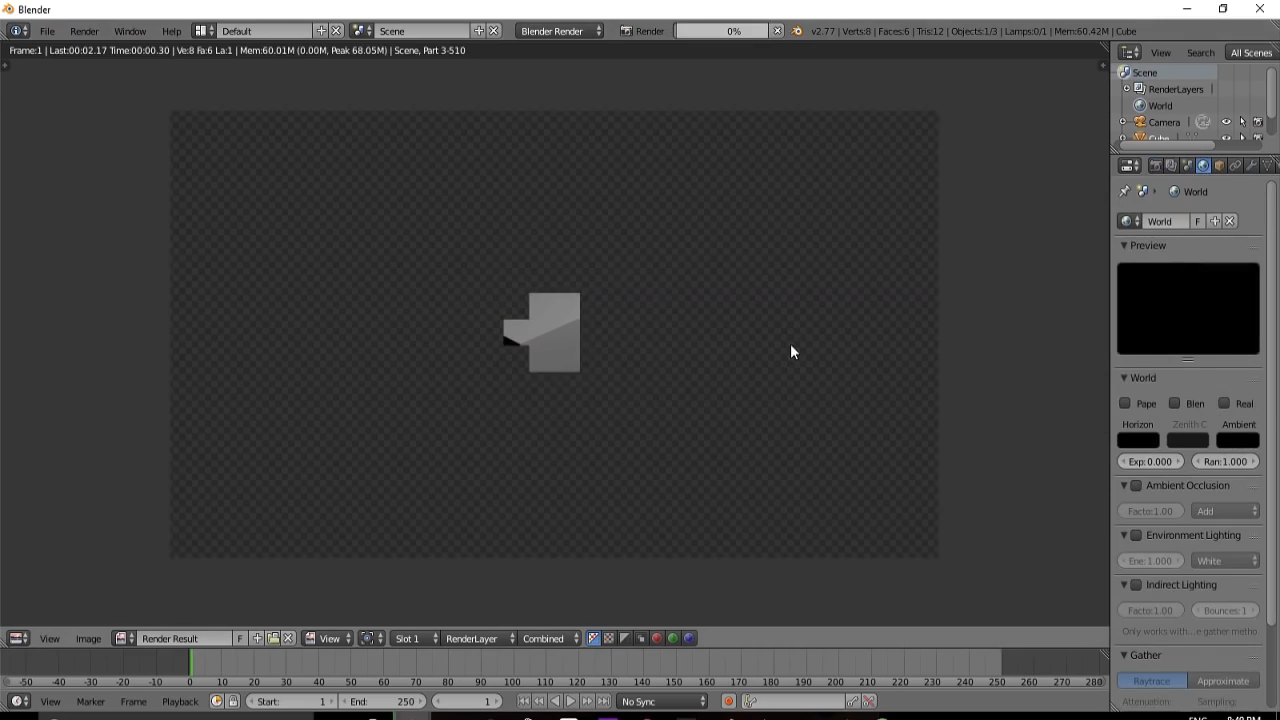 Blender
File Render Window Help Default Scene Blender Render Render 0% v2.77 | Verts:8 | Faces:6 | Tris:12 | Objects:1/3 | Lamps:0/1 | Mem:60.42M | Cube
Frame:1 | Last:00:02.17 Time:00:00.30 | Ve:8 Fa:6 La:1 | Mem:60.01M (0.00M, Peak 68.05M) | Scene, Part 3-510
View Search All Scenes
Scene
RenderLayers
World
Camera
Cube
World
World F
Preview
World
Pape Blen Real
Horizon Zenith C Ambient
Exp:0.000 Ran:1.000
Ambient Occlusion
Facto:1.00 Add
Environment Lighting
Ene:1.000 White
Indirect Lighting
Facto:1.00 Bounces: 1
Only works with...e gather metho
Gather
Raytrace Approximate
Attenuation: Sampling:
View Image Render Result F View Slot 1 RenderLayer Combined
-50 -40 -30 -20 -10 0 10 20 30 40 50 60 70 80 90 100 110 120 130 140 150 160 170 180 190 200 210 220 230 240 250 260 270 280
View Marker Frame Playback Start: 1 End: 250 1 No Sync